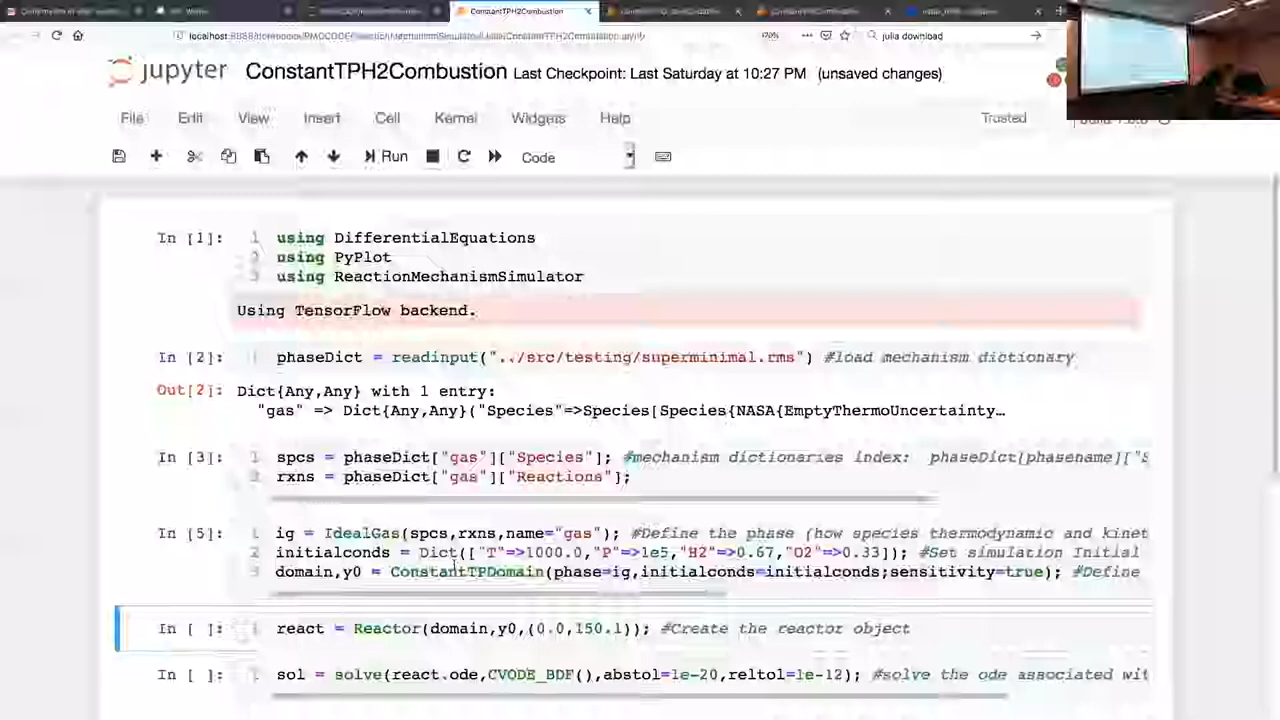 ConstantTPH2Combustion
julia download
jupyter ConstantTPH2Combustion Last Checkpoint: Last Saturday at 10:27 PM (unsaved changes)
File Edit View Insert Cell Kernel Widgets Help Trusted
Run Code
In [1]: 1 using DifferentialEquations
2 using PyPlot
3 using ReactionMechanismSimulator
Using TensorFlow backend.
In [2]: 1 phaseDict = readinput("../src/testing/superminimal.rms") #load mechanism dictionary
Out[2]: Dict{Any,Any} with 1 entry:
"gas" => Dict{Any,Any}("Species"=>Species[Species{NASA{EmptyThermoUncertainty…
In [3]: 1 spcs = phaseDict["gas"]["Species"]; #mechanism dictionaries index: phaseDict[phasename]["S
2 rxns = phaseDict["gas"]["Reactions"];
In [5]: 1 ig = IdealGas(spcs,rxns,name="gas"); #Define the phase (how species thermodynamic and kinet
2 initialconds = Dict(["T"=>1000.0,"P"=>1e5,"H2"=>0.67,"O2"=>0.33]); #Set simulation Initial
3 domain,y0 = ConstantTPDomain(phase=ig,initialconds=initialconds;sensitivity=true); #Define
In [ ]: 1 react = Reactor(domain,y0,(0.0,150.1)); #Create the reactor object
In [ ]: 1 sol = solve(react.ode,CVODE_BDF(),abstol=1e-20,reltol=1e-12); #solve the ode associated wit